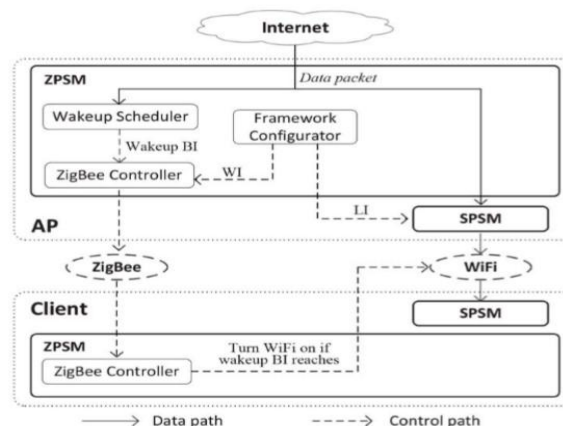 Internet
ZPSM
Data packet
Wakeup Scheduler
Framework
Configurator
Wakeup BI
ZigBee Controller
WI
LI
SPSM
AP
ZigBee
WiFi
Client
SPSM
ZPSM
Turn WiFi on if
wakeup BI reaches
ZigBee Controller
Data path
Control path